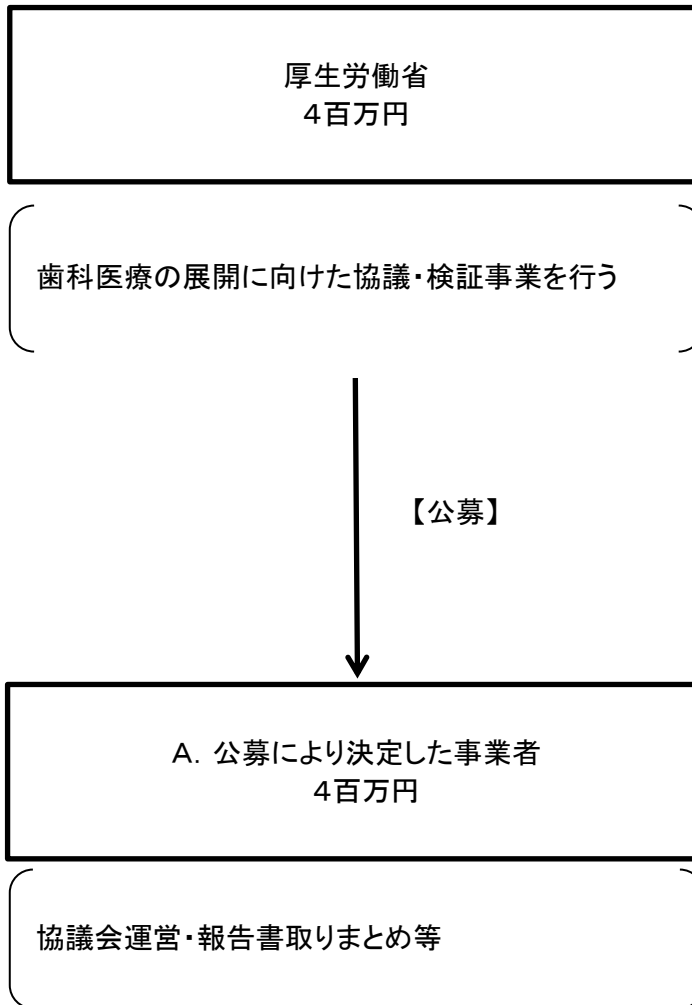 厚生労働省
４百万円
歯科医療の展開に向けた協議・検証事業を行う
【公募】
Ａ．公募により決定した事業者
４百万円
協議会運営・報告書取りまとめ等